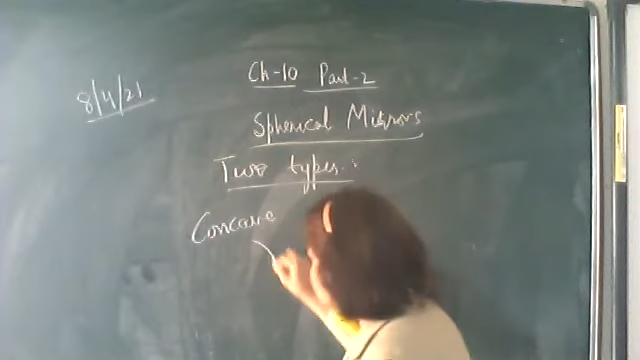 8/4/21
Ch-10 Part-2
Spherical Mirrors
Two types:
Concave